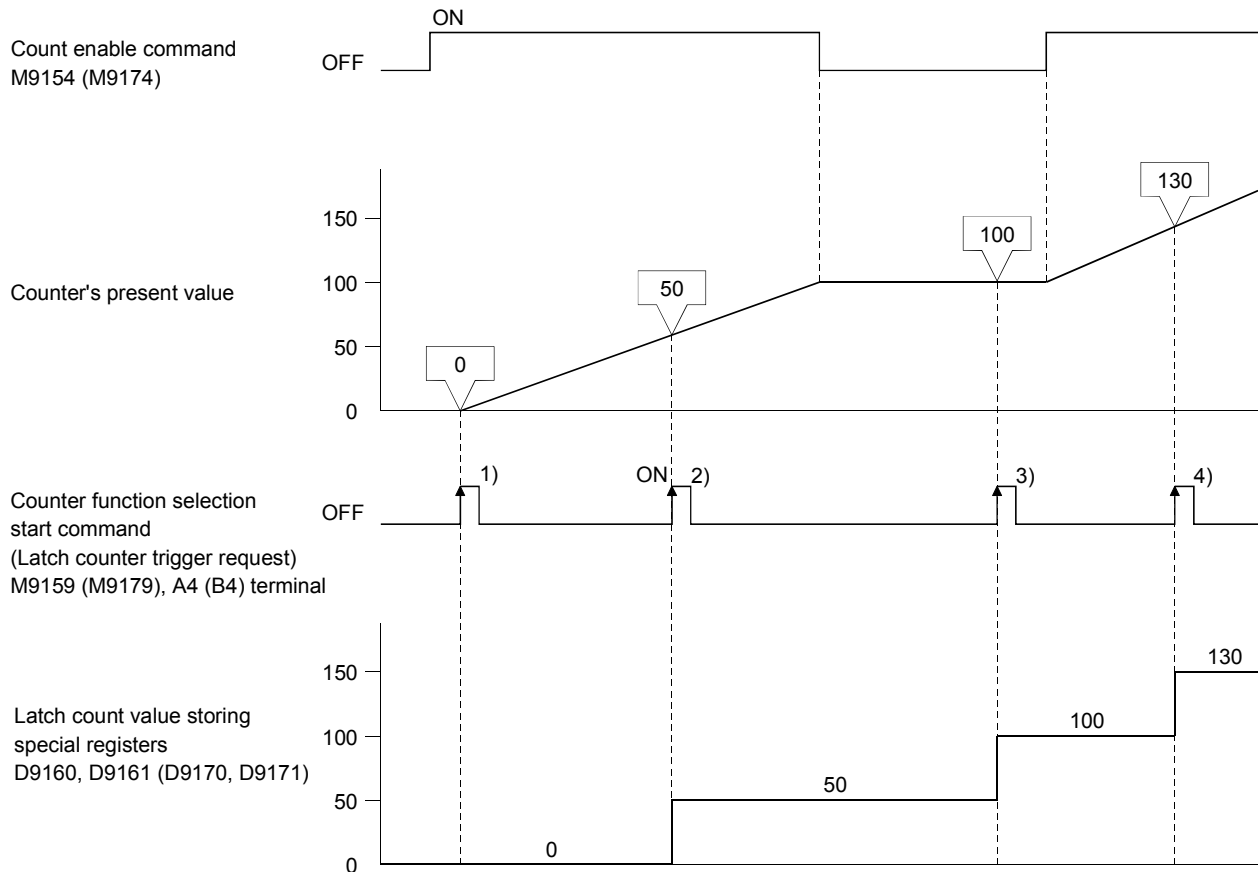 ON
Count enable command
M9154 (M9174)
OFF
150
130
100
100
Counter's present value
50
50
0
0
Counter function selection
start command
(Latch counter trigger request)
M9159 (M9179), A4 (B4) terminal
OFF
1)
ON
2)
3)
4)
Latch count value storing
special registers
D9160, D9161 (D9170, D9171)
150
130
100
100
50
50
0
0